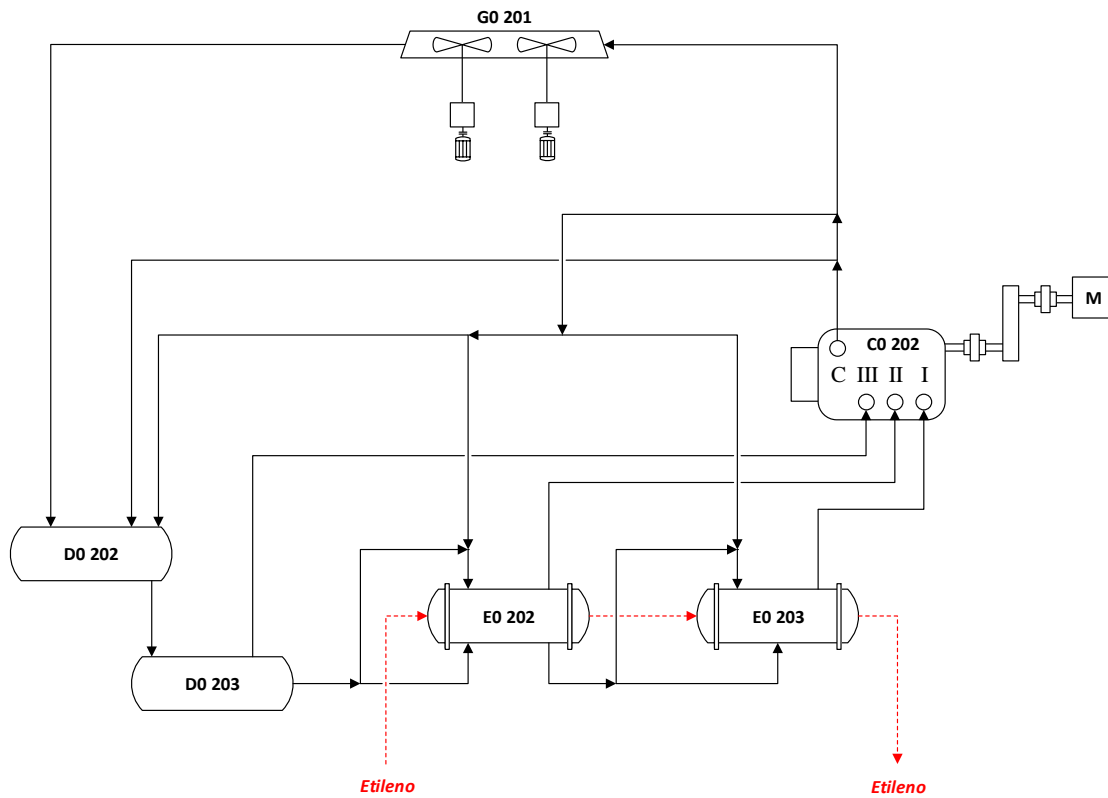 G0 201
M
C0 202
C III II I
D0 202
E0 202
E0 203
D0 203
Etileno
Etileno